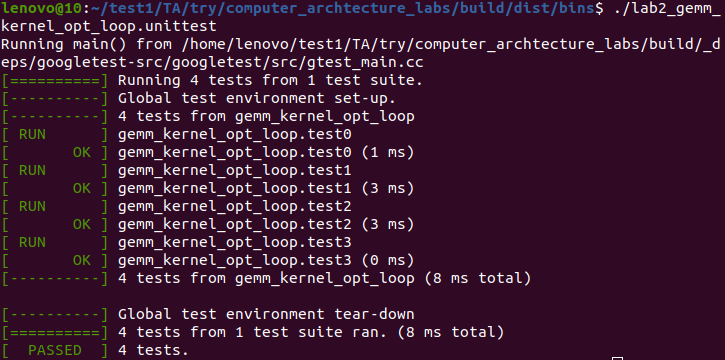 lenovo@10:~/test1/TA/try/computer_archtecture_labs/build/dist/bins$ ./lab2_gemm_
kernel_opt_loop.unittest
Running main() from /home/lenovo/test1/TA/try/computer_archtecture_labs/build/_d
eps/googletest-src/googletest/src/gtest_main.cc
[==========] Running 4 tests from 1 test suite.
[----------] Global test environment set-up.
[----------] 4 tests from gemm_kernel_opt_loop
[ RUN      ] gemm_kernel_opt_loop.test0
[       OK ] gemm_kernel_opt_loop.test0 (1 ms)
[ RUN      ] gemm_kernel_opt_loop.test1
[       OK ] gemm_kernel_opt_loop.test1 (3 ms)
[ RUN      ] gemm_kernel_opt_loop.test2
[       OK ] gemm_kernel_opt_loop.test2 (3 ms)
[ RUN      ] gemm_kernel_opt_loop.test3
[       OK ] gemm_kernel_opt_loop.test3 (0 ms)
[----------] 4 tests from gemm_kernel_opt_loop (8 ms total)
[----------] Global test environment tear-down
[==========] 4 tests from 1 test suite ran. (8 ms total)
[  PASSED  ] 4 tests.